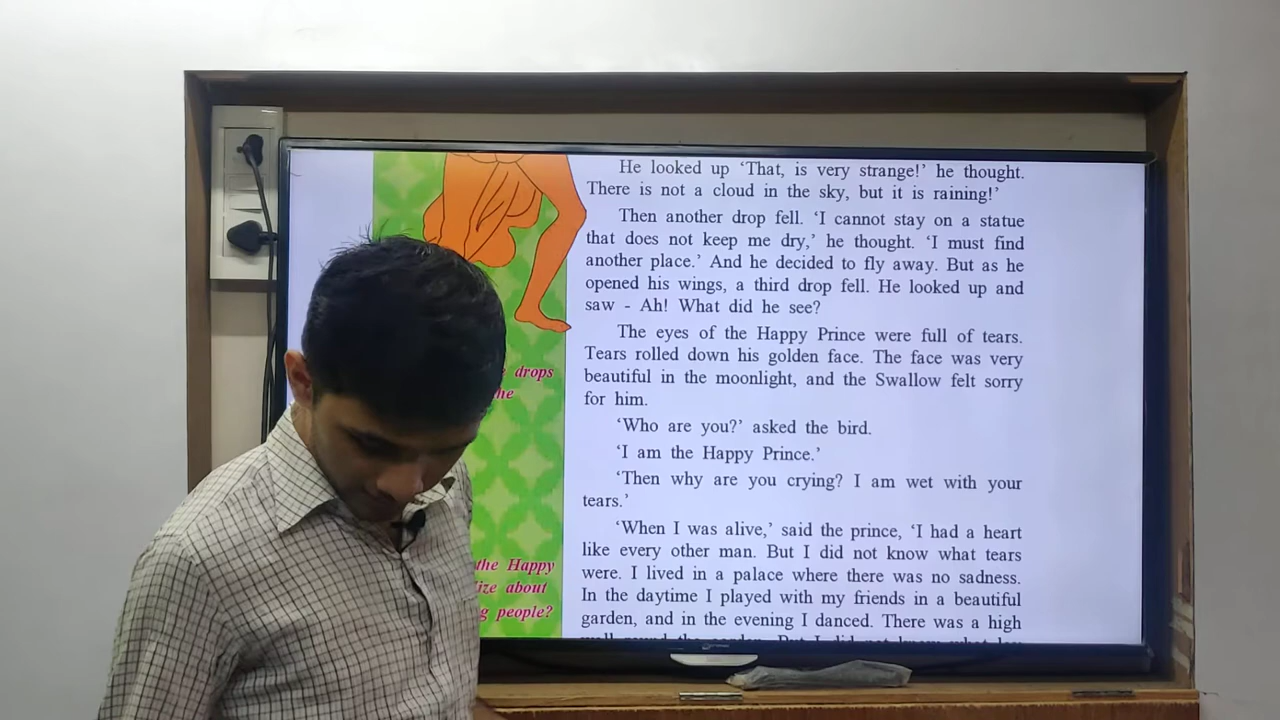 He looked up ‘That, is very strange!’ he thought.
There is not a cloud in the sky, but it is raining!’
Then another drop fell. ‘I cannot stay on a statue
that does not keep me dry,’ he thought. ‘I must find
another place.’ And he decided to fly away. But as he
opened his wings, a third drop fell. He looked up and
saw - Ah! What did he see?
The eyes of the Happy Prince were full of tears.
Tears rolled down his golden face. The face was very
beautiful in the moonlight, and the Swallow felt sorry
for him.
‘Who are you?’ asked the bird.
‘I am the Happy Prince.’
‘Then why are you crying? I am wet with your
tears.’
‘When I was alive,’ said the prince, ‘I had a heart
like every other man. But I did not know what tears
were. I lived in a palace where there was no sadness.
In the daytime I played with my friends in a beautiful
garden, and in the evening I danced. There was a high
drops
the Happy
about
people?